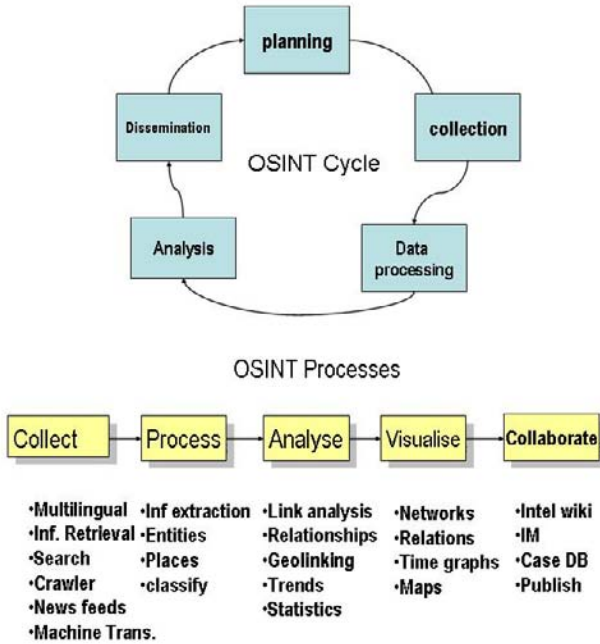 planning
collection
Data
processing
Analysis
Dissemination
OSINT Cycle
OSINT Processes
Collect
Process
Analyse
Visualise
Collaborate
•Multilingual
•Inf. Retrieval
•Search
•Crawler
•News feeds
•Machine Trans.
•Inf extraction
•Entities
•Places
•classify
•Link analysis
•Relationships
•Geolinking
•Trends
•Statistics
•Networks
•Relations
•Time graphs
•Maps
•Intel wiki
•IM
•Case DB
•Publish